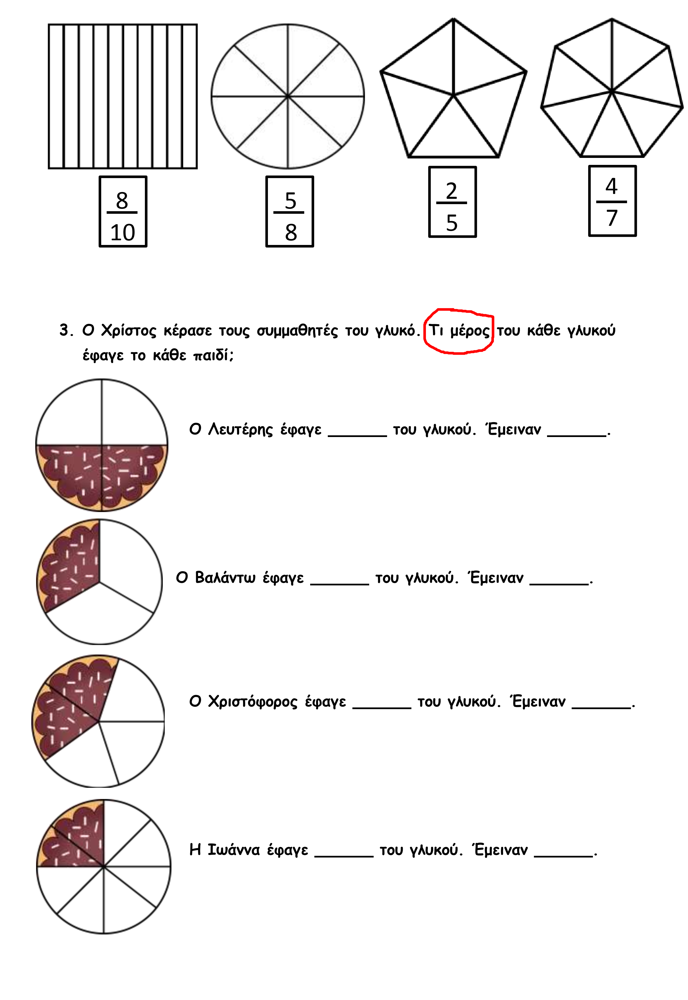 8 5 2 4
10 8 5 7
3. Ο Χρίστος κέρασε τους συμμαθητές του γλυκό. Τι μέρος του κάθε γλυκού
έφαγε το κάθε παιδί;
Ο Λευτέρης έφαγε _______ του γλυκού. Έμειναν _______.
Ο Βαλάντω έφαγε _______ του γλυκού. Έμειναν _______.
Ο Χριστόφορος έφαγε _______ του γλυκού. Έμειναν _______.
Η Ιωάννα έφαγε _______ του γλυκού. Έμειναν _______.